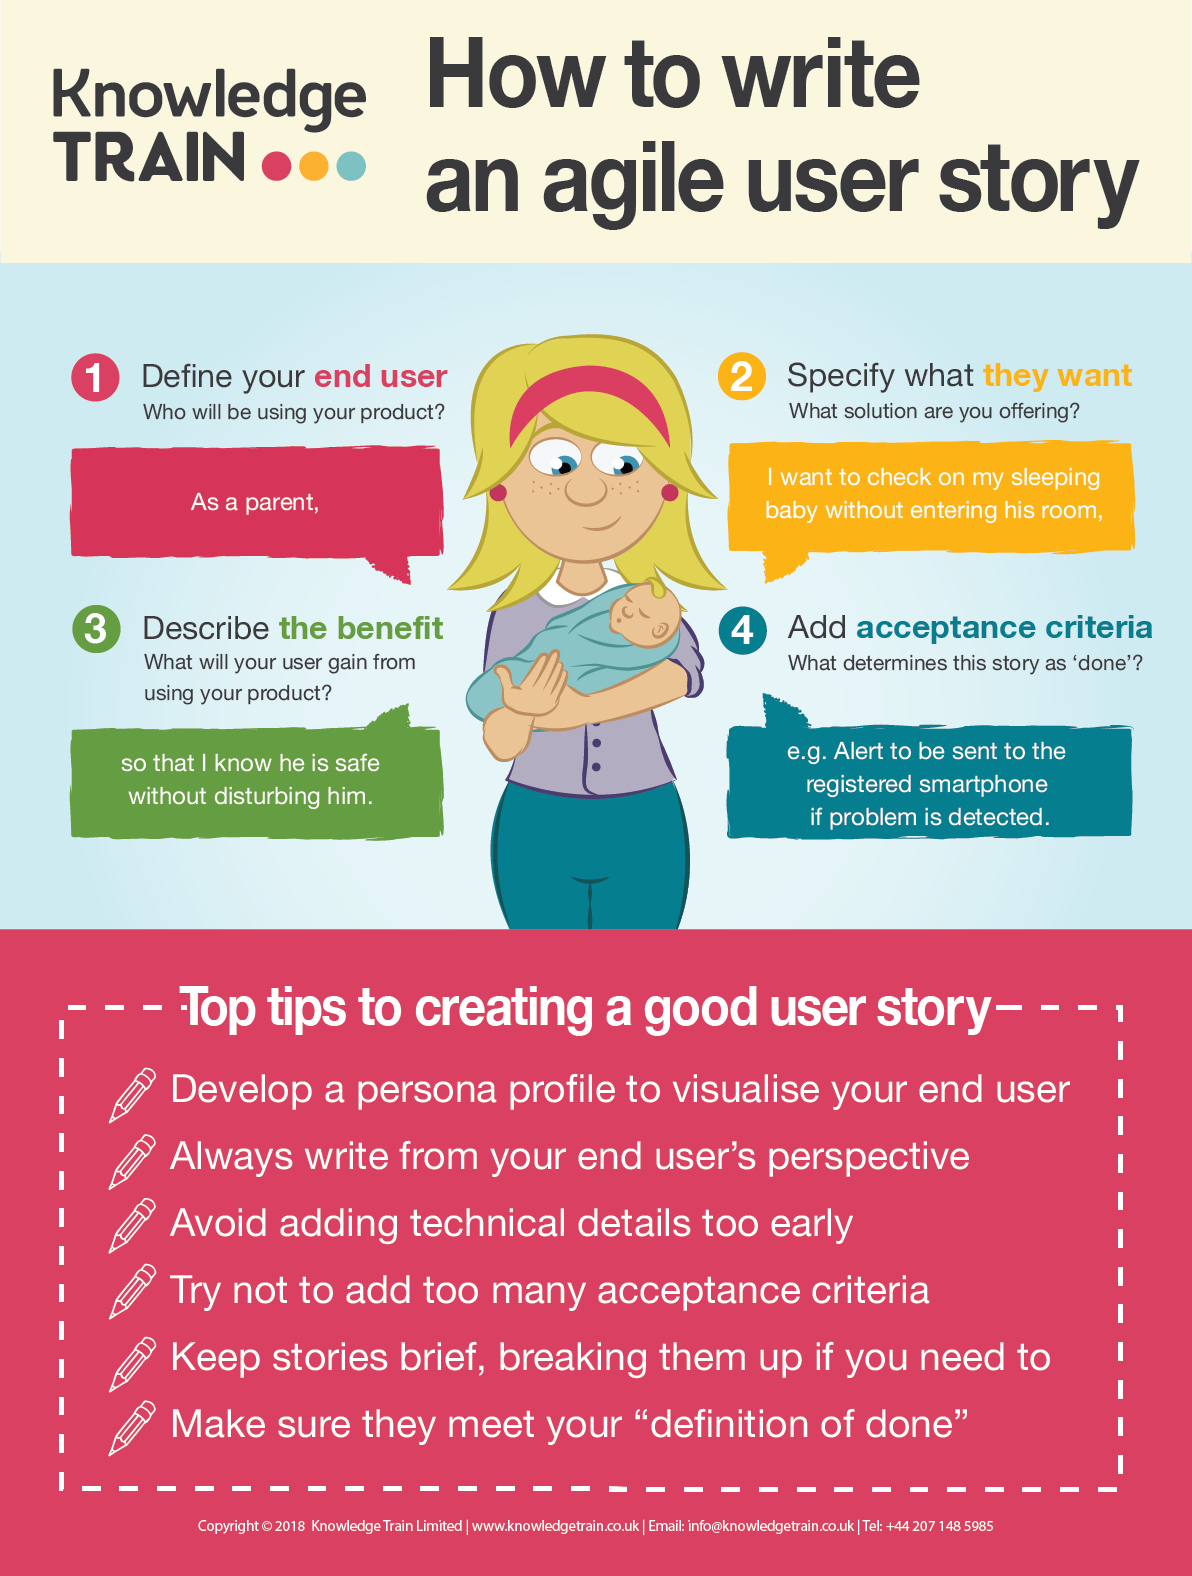 Knowledge
TRAIN
How to write
an agile user story
1
Define your end user
Who will be using your product?
As a parent,
2
Specify what they want
What solution are you offering?
I want to check on my sleeping
baby without entering his room,
3
Describe the benefit
What will your user gain from
using your product?
so that I know he is safe
without disturbing him.
4
Add acceptance criteria
What determines this story as ‘done’?
e.g. Alert to be sent to the
registered smartphone
if problem is detected.
Top tips to creating a good user story
Develop a persona profile to visualise your end user
Always write from your end user’s perspective
Avoid adding technical details too early
Try not to add too many acceptance criteria
Keep stories brief, breaking them up if you need to
Make sure they meet your “definition of done”
Copyright © 2018 Knowledge Train Limited | www.knowledgetrain.co.uk | Email: info@knowledgetrain.co.uk | Tel: +44 207 148 5985